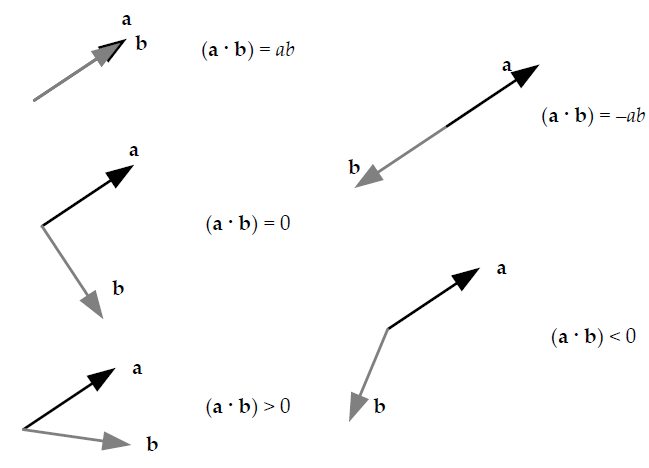 a
b
(a · b) = ab
a
b
(a · b) = –ab
a
b
(a · b) = 0
a
b
(a · b) < 0
a
b
(a · b) > 0